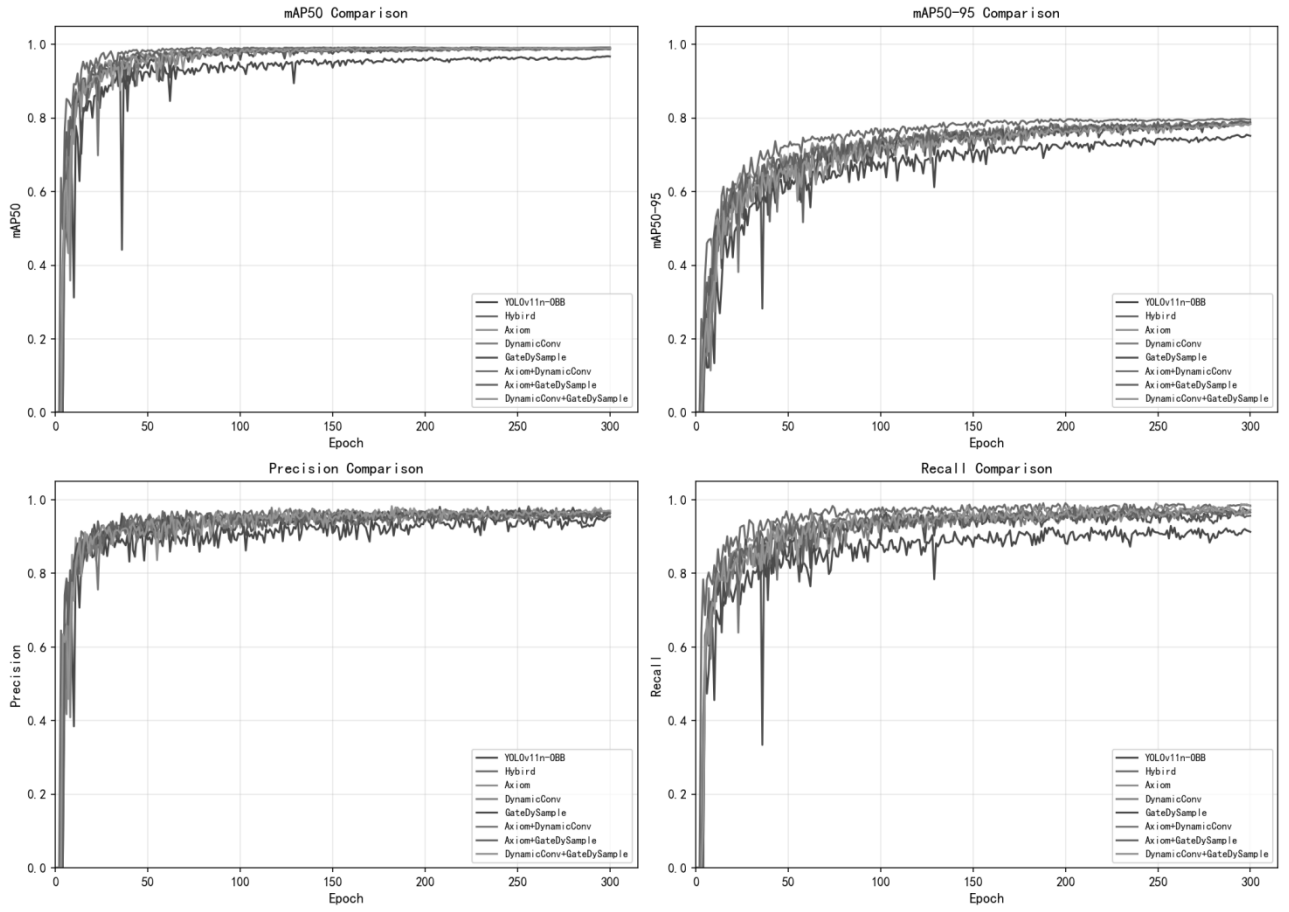 mAP50 Comparison
mAP50
1.0
0.8
0.6
0.4
0.2
0.0
0
50
100
150
200
250
300
Epoch
YOLOv11n-OBB
Hybird
Axiom
DynamicConv
GateDySample
Axiom+DynamicConv
Axiom+GateDySample
DynamicConv+GateDySample
mAP50-95 Comparison
mAP50-95
1.0
0.8
0.6
0.4
0.2
0.0
0
50
100
150
200
250
300
Epoch
YOLOv11n-OBB
Hybird
Axiom
DynamicConv
GateDySample
Axiom+DynamicConv
Axiom+GateDySample
DynamicConv+GateDySample
Precision Comparison
Precision
1.0
0.8
0.6
0.4
0.2
0.0
0
50
100
150
200
250
300
Epoch
YOLOv11n-OBB
Hybird
Axiom
DynamicConv
GateDySample
Axiom+DynamicConv
Axiom+GateDySample
DynamicConv+GateDySample
Recall Comparison
Recall
1.0
0.8
0.6
0.4
0.2
0.0
0
50
100
150
200
250
300
Epoch
YOLOv11n-OBB
Hybird
Axiom
DynamicConv
GateDySample
Axiom+DynamicConv
Axiom+GateDySample
DynamicConv+GateDySample